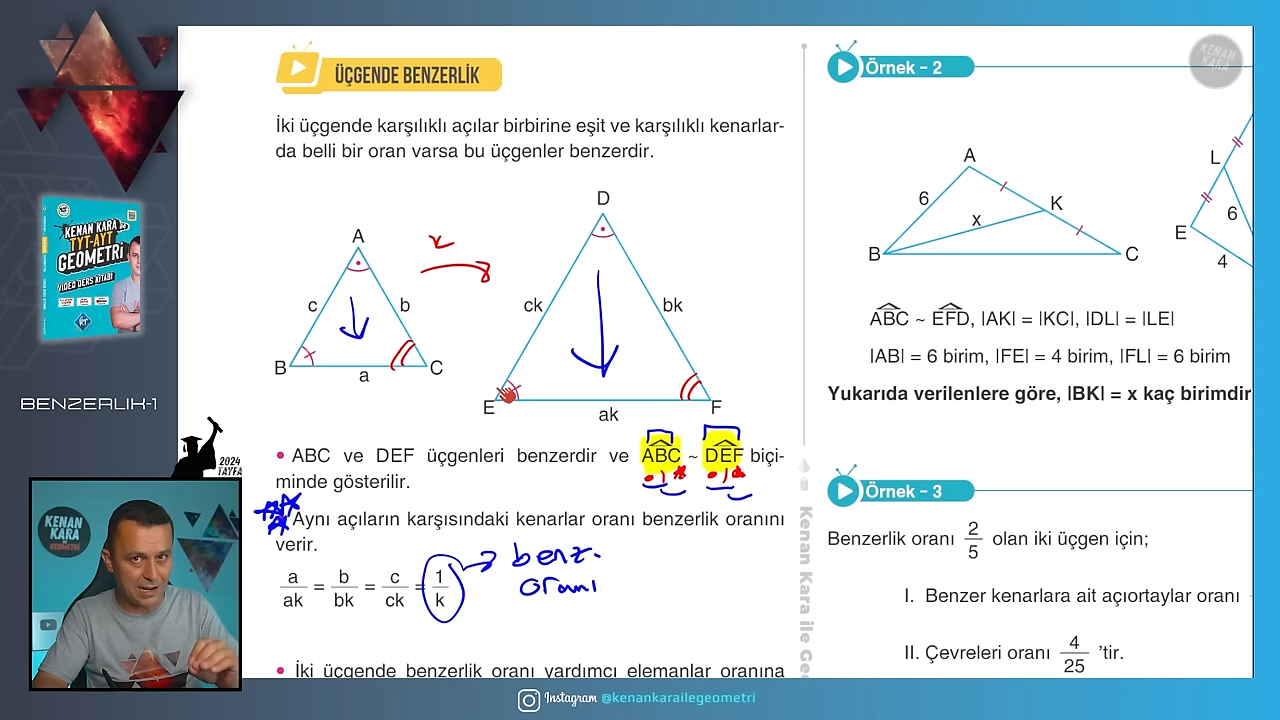 KENAN KARA ile
TYT-AYT
GEOMETRİ
VİDEO DERS KİTABI
BENZERLIK-1
2024
TAYFA
KENAN
KARA
ile
GEOMETRİ
ÜÇGENDE BENZERLİK
İki üçgende karşılıklı açılar birbirine eşit ve karşılıklı kenarlar-
da belli bir oran varsa bu üçgenler benzerdir.
A
c
b
B
a
C
D
ck
bk
E
ak
F
• ABC ve DEF üçgenleri benzerdir ve ABC ~ DEF biçi-
minde gösterilir.
Aynı açıların karşısındaki kenarlar oranı benzerlik oranını
verir.
a/ak = b/bk = c/ck = 1/k
benz.
oranı
• İki üçgende benzerlik oranı yardımcı elemanlar oranına
Kenan Kara ile Ge
KENAN
KARA
Örnek - 2
A
6
K
x
B
C
L
6
E
4
ABC ~ EFD, |AK| = |KC|, |DL| = |LE|
|AB| = 6 birim, |FE| = 4 birim, |FL| = 6 birim
Yukarıda verilenlere göre, |BK| = x kaç birimdir
Örnek - 3
Benzerlik oranı 2/5 olan iki üçgen için;
I. Benzer kenarlara ait açıortaylar oranı
II. Çevreleri oranı 4/25 'tir.
Instagram @kenankarailegeometri